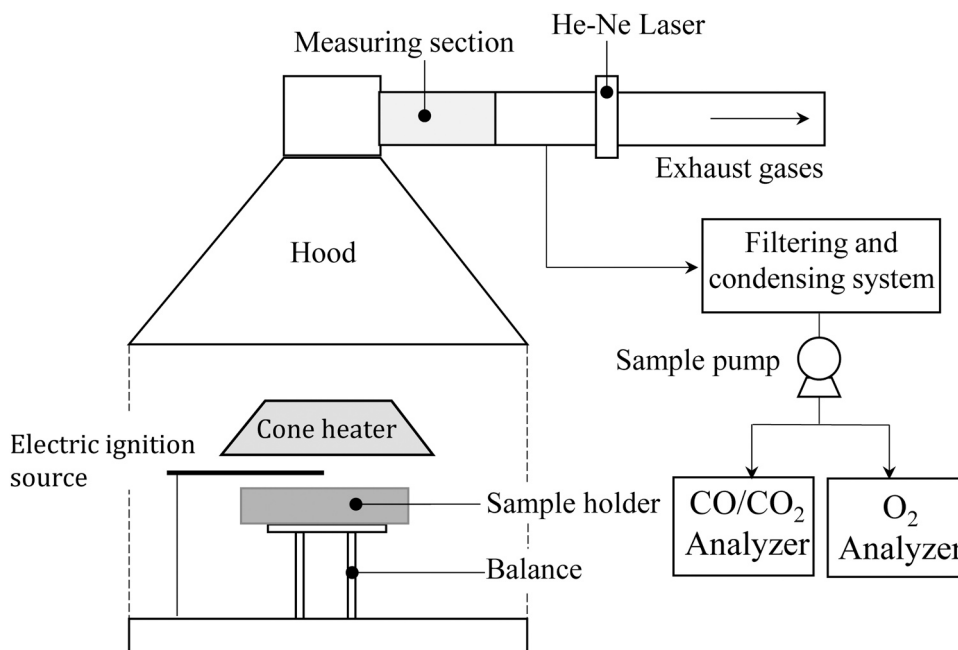 He-Ne Laser
Measuring section
Exhaust gases
Hood
Filtering and
condensing system
Sample pump
Cone heater
Electric ignition
source
Sample holder
CO/CO₂
Analyzer
O₂
Analyzer
Balance